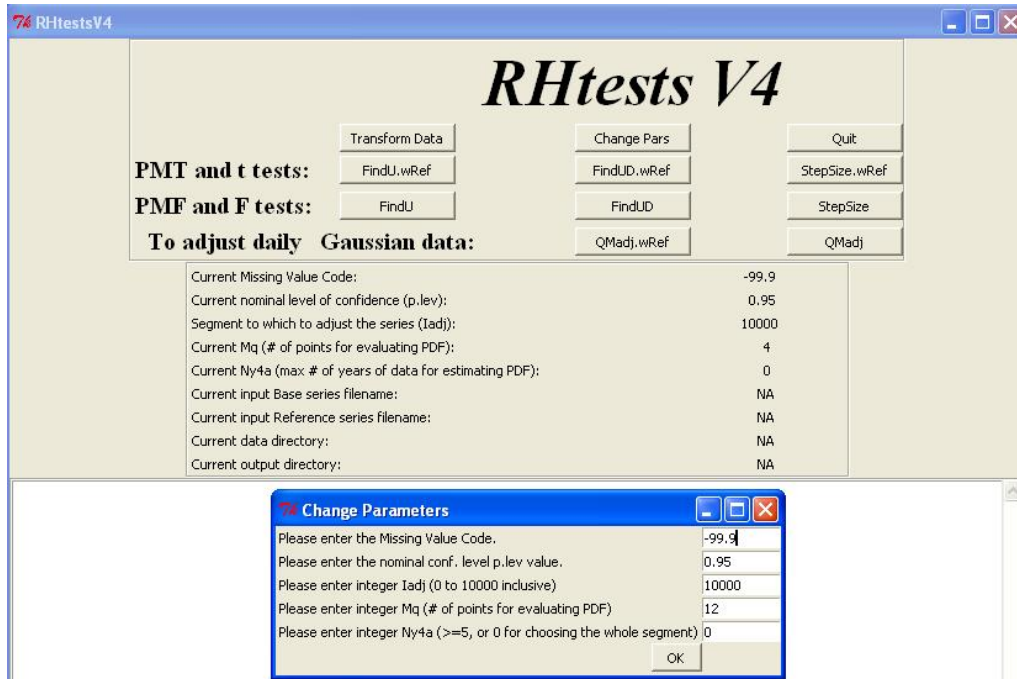 RHtestsV4
RHtests V4
Transform Data Change Pars Quit
PMT and t tests: FindU.wRef FindUD.wRef StepSize.wRef
PMF and F tests: FindU FindUD StepSize
To adjust daily Gaussian data: QMadj.wRef QMadj
Current Missing Value Code: -99.9
Current nominal level of confidence (p.lev): 0.95
Segment to which to adjust the series (Iadj): 10000
Current Mq (# of points for evaluating PDF): 4
Current Ny4a (max # of years of data for estimating PDF): 0
Current input Base series filename: NA
Current input Reference series filename: NA
Current data directory: NA
Current output directory: NA
Change Parameters
Please enter the Missing Value Code. -99.9
Please enter the nominal conf. level p.lev value. 0.95
Please enter integer Iadj (0 to 10000 inclusive) 10000
Please enter integer Mq (# of points for evaluating PDF) 12
Please enter integer Ny4a (>=5, or 0 for choosing the whole segment) 0
OK